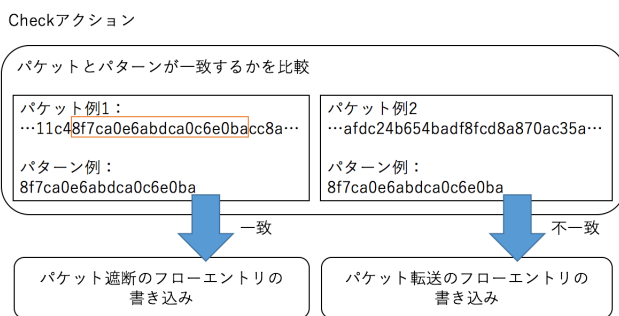 Checkアクション
パケットとパターンが一致するかを比較
パケット例1：
…11c48f7ca0e6abdca0c6e0bacc8a…
パターン例：
8f7ca0e6abdca0c6e0ba
パケット例2
…afdc24b654badf8fcd8a870ac35a…
パターン例：
8f7ca0e6abdca0c6e0ba
一致
不一致
パケット遮断のフローエントリの
書き込み
パケット転送のフローエントリの
書き込み